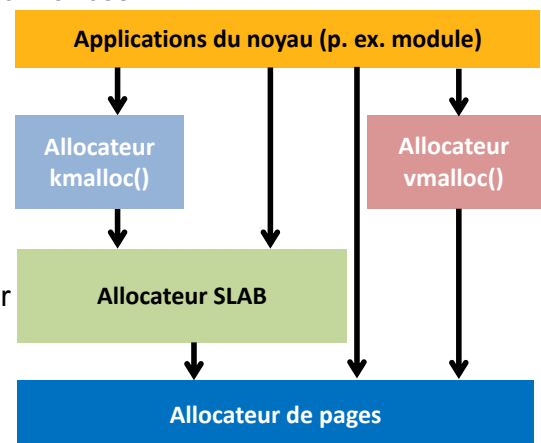 Applications du noyau (p. ex. module)
Allocateur
kmalloc()
Allocateur
vmalloc()
r
Allocateur SLAB
Allocateur de pages